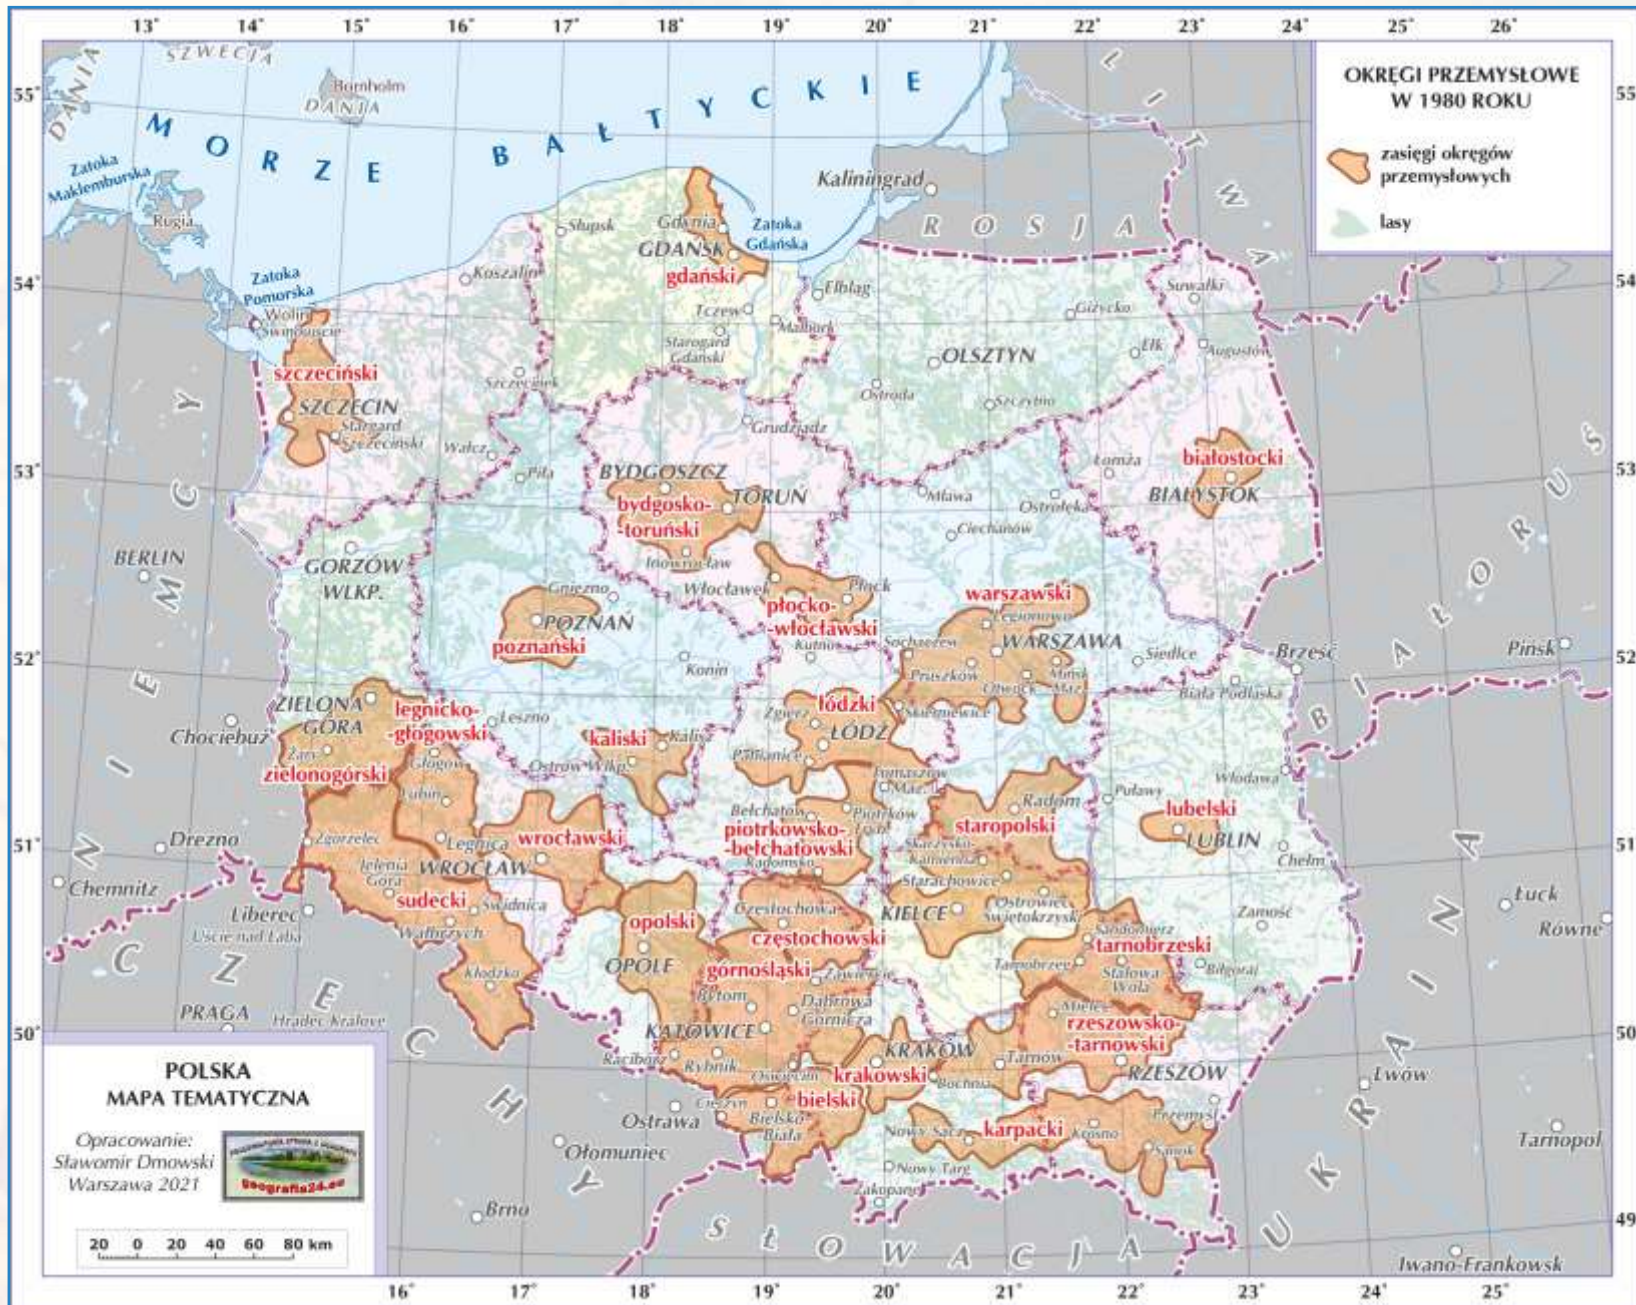 13° 14° 15° 16° 17° 18° 19° 20° 21° 22° 23° 24° 25° 26°
55°
54°
53°
52°
51°
50°
55
54
53
52
51
50
49
16° 17° 18° 19° 20° 21° 22° 23° 24° 25°
OKRĘGI PRZEMYSŁOWE
W 1980 ROKU
zasięgi okręgów
przemysłowych
lasy
DANIA
SZWECJA
Bornholm
DANIA
MORZE BAŁTYCKIE
LITWA
Zatoka
Maklemburska
Rugia
Kaliningrad
ROSJA
Gdynia
Zatoka
Gdańska
Słupsk
GDAŃSK
gdański
Koszalin
Zatoka
Pomorska
Wolin
Świnoujście
Elbląg
Suwałki
Tczew
Malbork
Giżycko
Starogard
Gdański
OLSZTYN
Ełk
Augustów
szczeciński
Szczecinek
Ostróda
Szczytno
SZCZECIN
Stargard
Szczeciński
Grudziądz
Wałcz
Piła
BYDGOSZCZ
TORUŃ
bydgosko-
-toruński
Inowrocław
Łomża
białostocki
BIAŁYSTOK
Mława
Ostrołęka
Ciechanów
NIEMCY
BERLIN
GORZÓW
WLKP.
Gniezno
Włocławek
Płock
płocko-
-włocławski
warszawski
Legionowo
POZNAŃ
poznański
Kutno
Sochaczew
WARSZAWA
Konin
Pruszków
Otwock
Mińsk
Maz.
Siedlce
Brześć
Pińsk
BIAŁORUŚ
Biała Podlaska
Skierniewice
ZIELONA
GÓRA
legnicko-
-głogowski
Leszno
Chociebuż
Żary
zielonogórski
Głogów
kaliski
Kalisz
Ostrów Wlkp.
łódzki
Zgierz
ŁÓDŹ
Pabianice
Tomaszów
Maz.
Włodawa
Lubin
Bełchatów
Piotrków
Tryb.
Radom
Puławy
lubelski
LUBLIN
Chełm
piotrkowsko-
-bełchatowski
Radomsko
staropolski
Skarżysko-
Kamienna
Starachowice
Drezno
Zgorzelec
Legnica
wrocławski
WROCŁAW
Jelenia
Góra
sudecki
Świdnica
Wałbrzych
Kłodzko
Chemnitz
Liberec
Uście nad Łabą
opolski
OPOLE
Częstochowa
częstochowski
KIELCE
Ostrowiec
Świętokrzysk
Sandomierz
tarnobrzeski
Tarnobrzeg
Stalowa
Wola
Zamość
Biłgoraj
Łuck
Równe
UKRAINA
górnośląski
Zawiercie
Bytom
Dąbrowa
Górnicza
KATOWICE
Mielec
rzeszowsko-
-tarnowski
KRAKÓW
Tarnów
RZESZÓW
Racibórz
Rybnik
Oświęcim
krakowski
Bochnia
Lwów
CZECHY
PRAGA
Hradec Kralove
Cieszyn
Bielsko
Biała
bielski
Nowy Sącz
karpacki
Krosno
Przemyśl
Sanok
Ostrawa
Ołomuniec
Nowy Targ
Zakopane
Tarnopol
Brno
SŁOWACJA
Iwano-Frankowsk
POLSKA
MAPA TEMATYCZNA
Opracowanie:
Sławomir Dmowski
Warszawa 2021
geografia24.eu
20 0 20 40 60 80 km